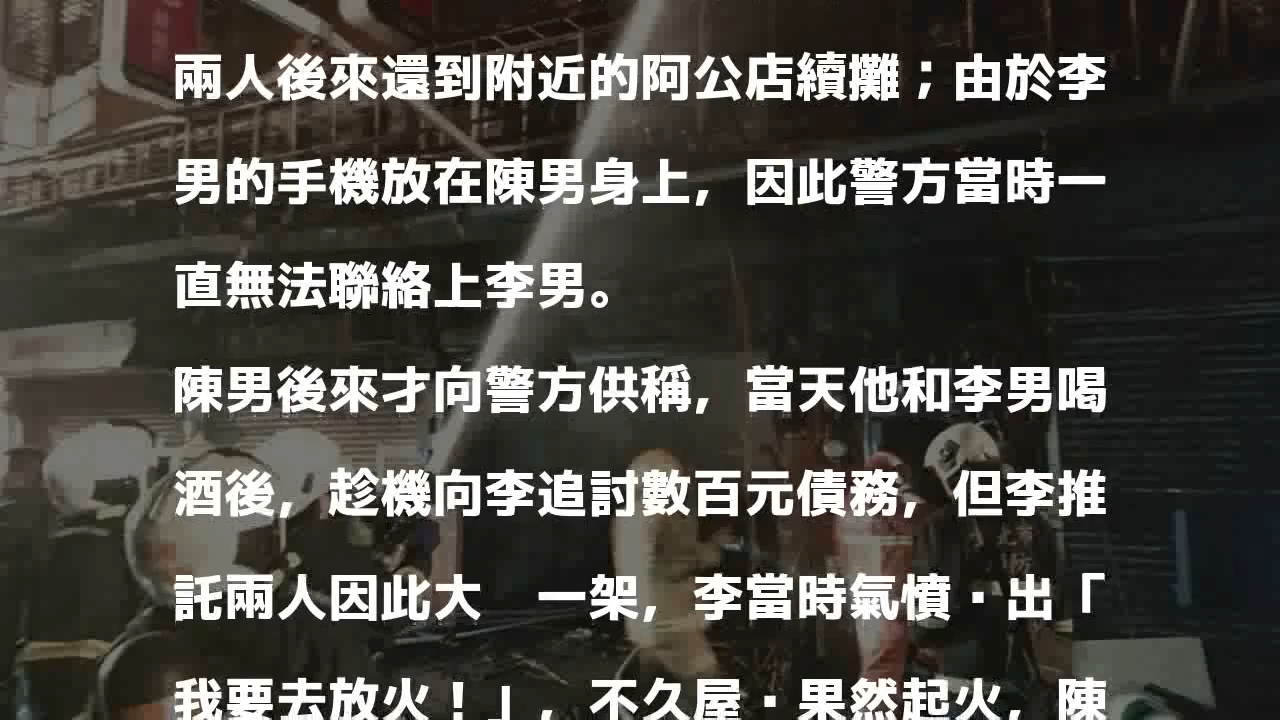 兩人後來還到附近的阿公店續攤；由於李
男的手機放在陳男身上，因此警方當時一
直無法聯絡上李男。
陳男後來才向警方供稱，當天他和李男喝
酒後，趁機向李追討數百元債務，但李推
託兩人因此大　一架，李當時氣憤·出「
我要去放火！」，不久屋·果然起火，陳